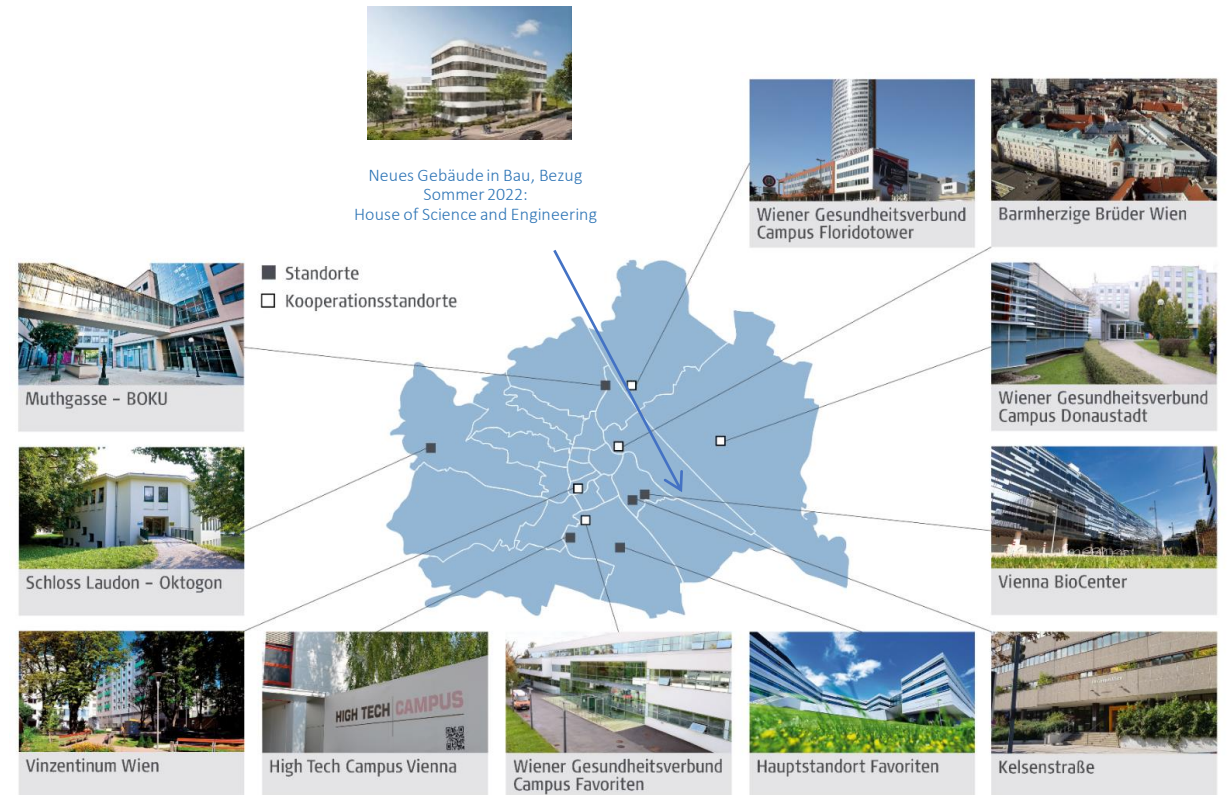 Neues Gebäude in Bau, Bezug
Sommer 2022:
House of Science and Engineering
Wiener Gesundheitsverbund
Campus Floridotower
Barmherzige Brüder Wien
Standorte
Kooperationsstandorte
Muthgasse – BOKU
Wiener Gesundheitsverbund
Campus Donaustadt
Schloss Laudon – Oktogon
Vienna BioCenter
HIGH TECH CAMPUS
Vinzentinum Wien
High Tech Campus Vienna
Wiener Gesundheitsverbund
Campus Favoriten
Hauptstandort Favoriten
Kelsenstraße